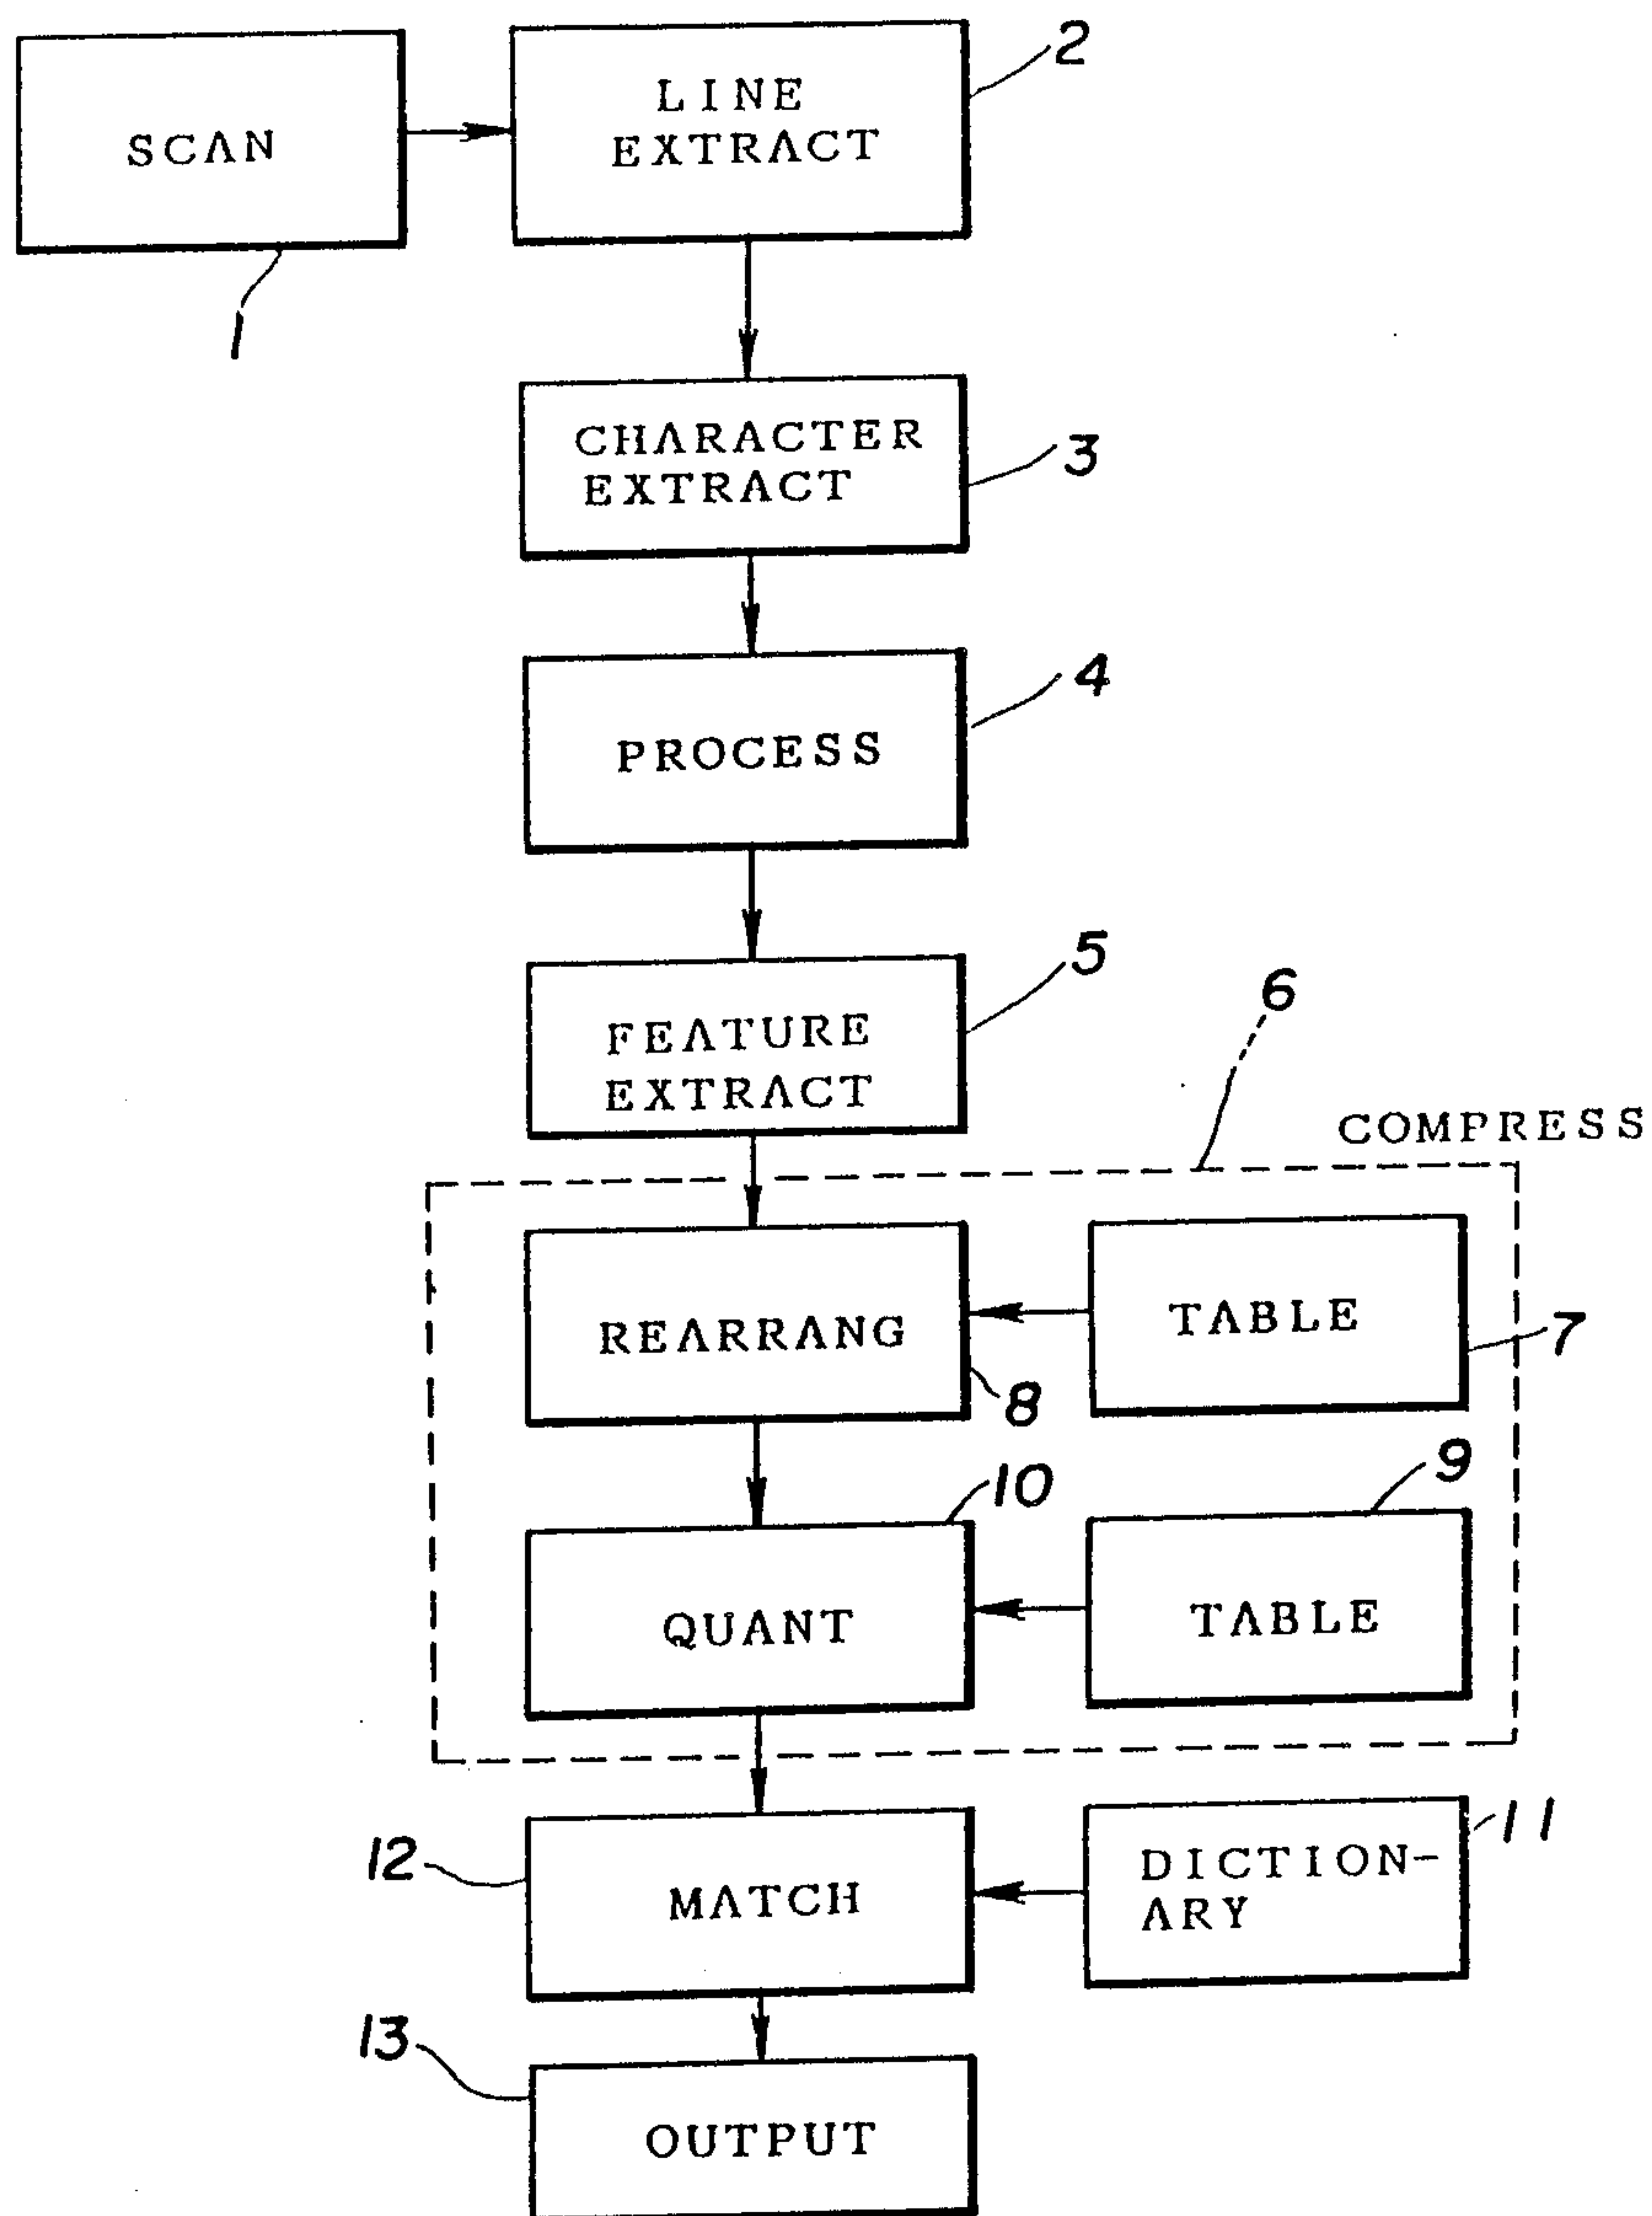 2
SCAN
LINE
EXTRACT
1
CHARACTER
EXTRACT
3
4
PROCESS
5
FEATURE
EXTRACT
6
COMPRESS
REARRANG
TABLE
7
8
9
10
QUANT
TABLE
11
12
MATCH
DICTION-
ARY
13
OUTPUT